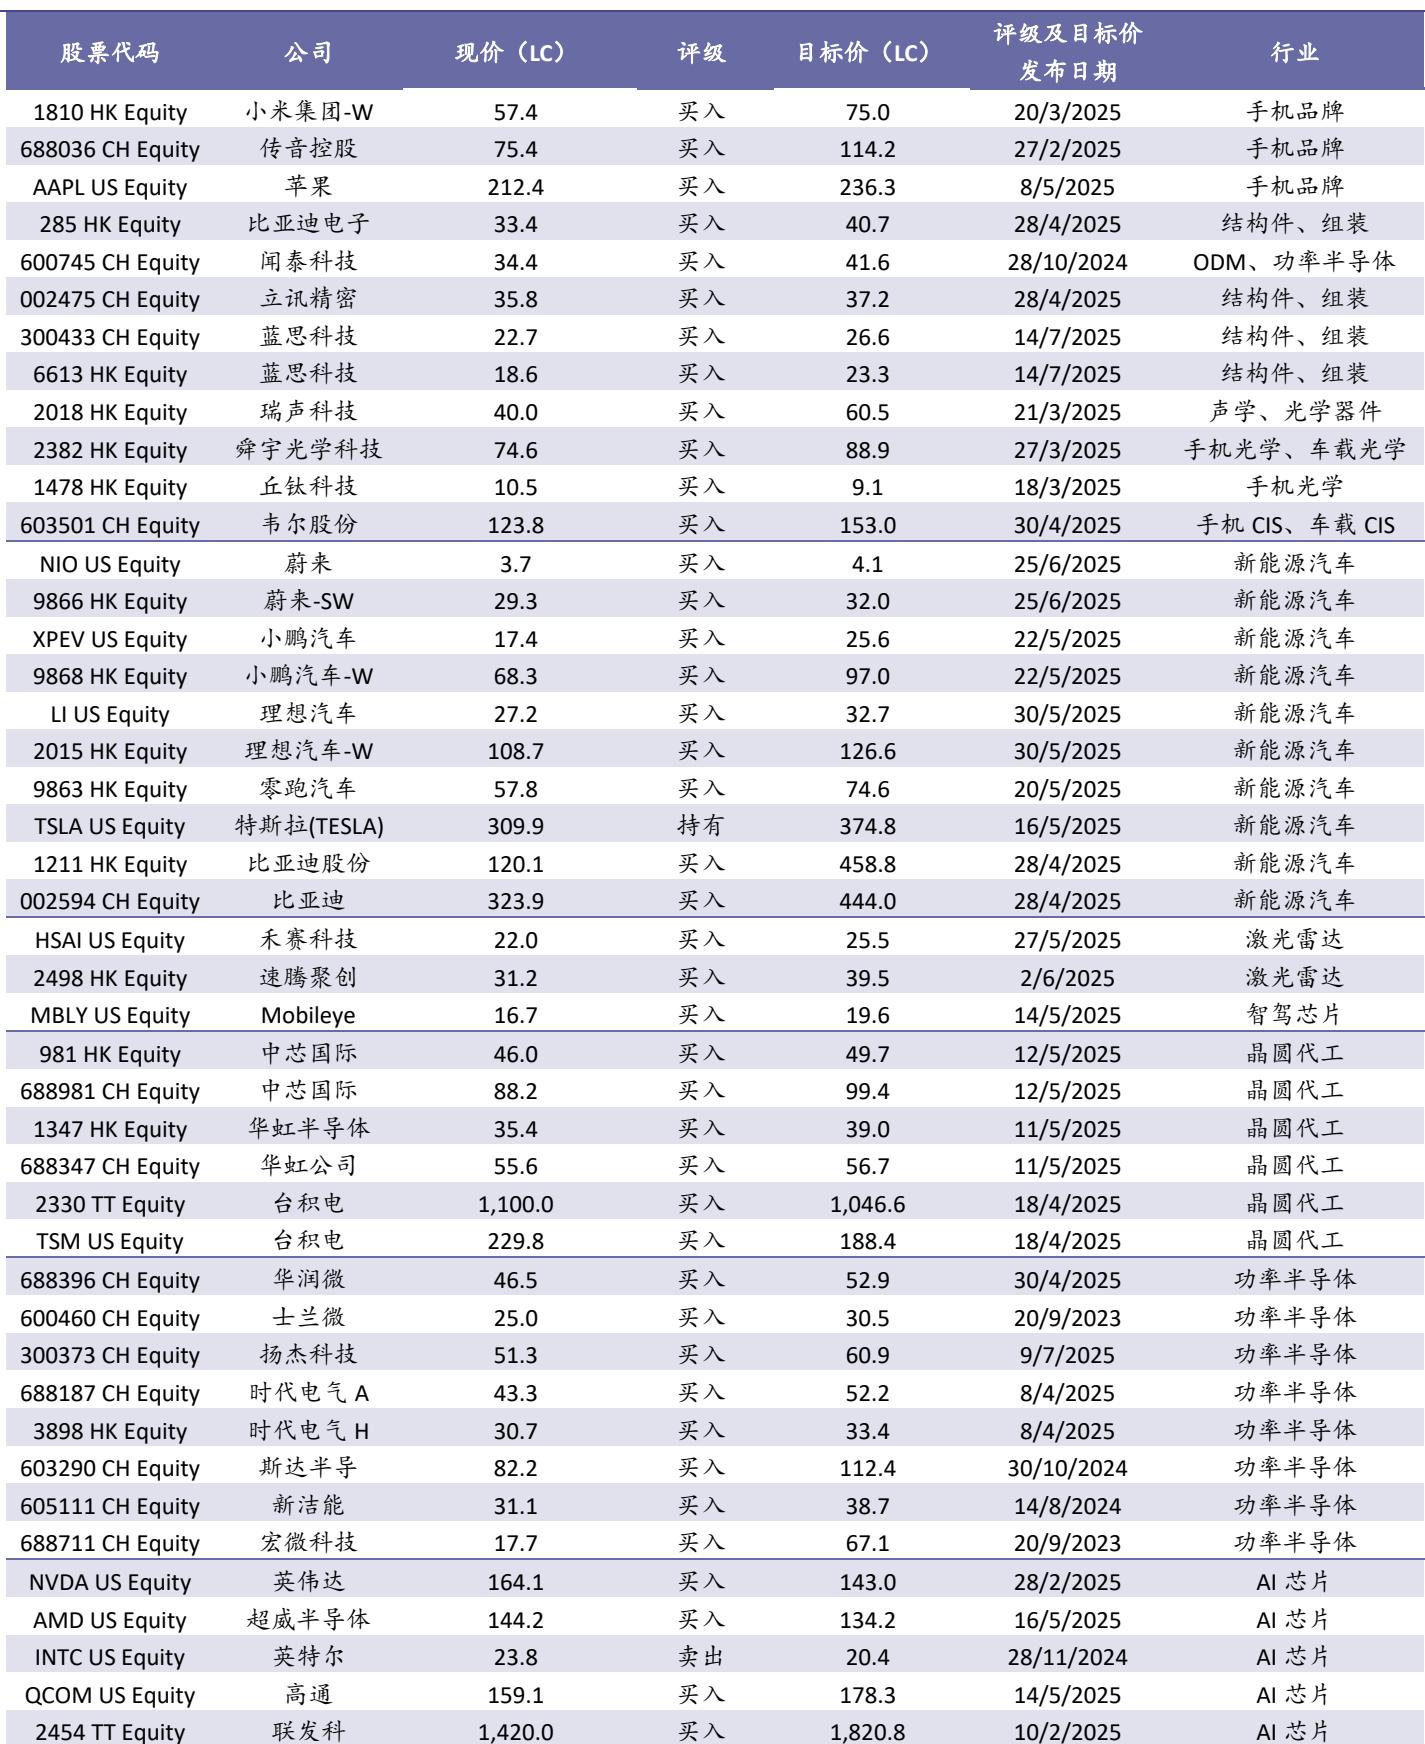 股票代码 公司 现价（LC） 评级 目标价（LC） 评级及目标价发布日期 行业
1810 HK Equity 小米集团-W 57.4 买入 75.0 20/3/2025 手机品牌
688036 CH Equity 传音控股 75.4 买入 114.2 27/2/2025 手机品牌
AAPL US Equity 苹果 212.4 买入 236.3 8/5/2025 手机品牌
285 HK Equity 比亚迪电子 33.4 买入 40.7 28/4/2025 结构件、组装
600745 CH Equity 闻泰科技 34.4 买入 41.6 28/10/2024 ODM、功率半导体
002475 CH Equity 立讯精密 35.8 买入 37.2 28/4/2025 结构件、组装
300433 CH Equity 蓝思科技 22.7 买入 26.6 14/7/2025 结构件、组装
6613 HK Equity 蓝思科技 18.6 买入 23.3 14/7/2025 结构件、组装
2018 HK Equity 瑞声科技 40.0 买入 60.5 21/3/2025 声学、光学器件
2382 HK Equity 舜宇光学科技 74.6 买入 88.9 27/3/2025 手机光学、车载光学
1478 HK Equity 丘钛科技 10.5 买入 9.1 18/3/2025 手机光学
603501 CH Equity 韦尔股份 123.8 买入 153.0 30/4/2025 手机 CIS、车载 CIS
NIO US Equity 蔚来 3.7 买入 4.1 25/6/2025 新能源汽车
9866 HK Equity 蔚来-SW 29.3 买入 32.0 25/6/2025 新能源汽车
XPEV US Equity 小鹏汽车 17.4 买入 25.6 22/5/2025 新能源汽车
9868 HK Equity 小鹏汽车-W 68.3 买入 97.0 22/5/2025 新能源汽车
LI US Equity 理想汽车 27.2 买入 32.7 30/5/2025 新能源汽车
2015 HK Equity 理想汽车-W 108.7 买入 126.6 30/5/2025 新能源汽车
9863 HK Equity 零跑汽车 57.8 买入 74.6 20/5/2025 新能源汽车
TSLA US Equity 特斯拉(TESLA) 309.9 持有 374.8 16/5/2025 新能源汽车
1211 HK Equity 比亚迪股份 120.1 买入 458.8 28/4/2025 新能源汽车
002594 CH Equity 比亚迪 323.9 买入 444.0 28/4/2025 新能源汽车
HSAI US Equity 禾赛科技 22.0 买入 25.5 27/5/2025 激光雷达
2498 HK Equity 速腾聚创 31.2 买入 39.5 2/6/2025 激光雷达
MBLY US Equity Mobileye 16.7 买入 19.6 14/5/2025 智驾芯片
981 HK Equity 中芯国际 46.0 买入 49.7 12/5/2025 晶圆代工
688981 CH Equity 中芯国际 88.2 买入 99.4 12/5/2025 晶圆代工
1347 HK Equity 华虹半导体 35.4 买入 39.0 11/5/2025 晶圆代工
688347 CH Equity 华虹公司 55.6 买入 56.7 11/5/2025 晶圆代工
2330 TT Equity 台积电 1,100.0 买入 1,046.6 18/4/2025 晶圆代工
TSM US Equity 台积电 229.8 买入 188.4 18/4/2025 晶圆代工
688396 CH Equity 华润微 46.5 买入 52.9 30/4/2025 功率半导体
600460 CH Equity 士兰微 25.0 买入 30.5 20/9/2023 功率半导体
300373 CH Equity 扬杰科技 51.3 买入 60.9 9/7/2025 功率半导体
688187 CH Equity 时代电气 A 43.3 买入 52.2 8/4/2025 功率半导体
3898 HK Equity 时代电气 H 30.7 买入 33.4 8/4/2025 功率半导体
603290 CH Equity 斯达半导 82.2 买入 112.4 30/10/2024 功率半导体
605111 CH Equity 新洁能 31.1 买入 38.7 14/8/2024 功率半导体
688711 CH Equity 宏微科技 17.7 买入 67.1 20/9/2023 功率半导体
NVDA US Equity 英伟达 164.1 买入 143.0 28/2/2025 AI 芯片
AMD US Equity 超威半导体 144.2 买入 134.2 16/5/2025 AI 芯片
INTC US Equity 英特尔 23.8 卖出 20.4 28/11/2024 AI 芯片
QCOM US Equity 高通 159.1 买入 178.3 14/5/2025 AI 芯片
2454 TT Equity 联发科 1,420.0 买入 1,820.8 10/2/2025 AI 芯片